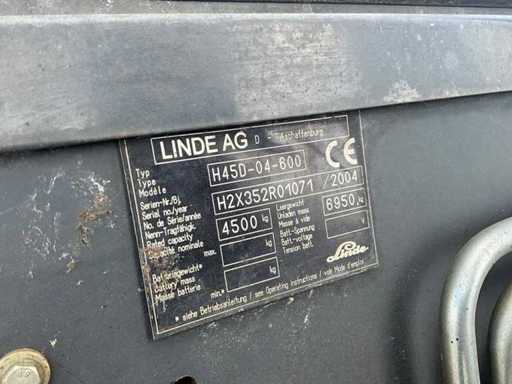 LINDE AG D
CE
Typ
Type
Modèle
H45D-04-600
Serien-Nr./Bj.
Serial no./year
No. de Série/année
H2X352R01071 / 2004
Nenn-Tragfähigk.
Rated capacity
Capacité nominale
4500 kg
Leergewicht
Unladen mass
Masse à vide
6950 kg
max. kg
Batt.-Spannung
Batt.-voltage
Tension batt.
V
Batteriegewicht
battery mass
Masse batterie
min.* kg
Linde
* siehe Betriebsanleitung / see Operating Instructions / voir Mode d'emploi